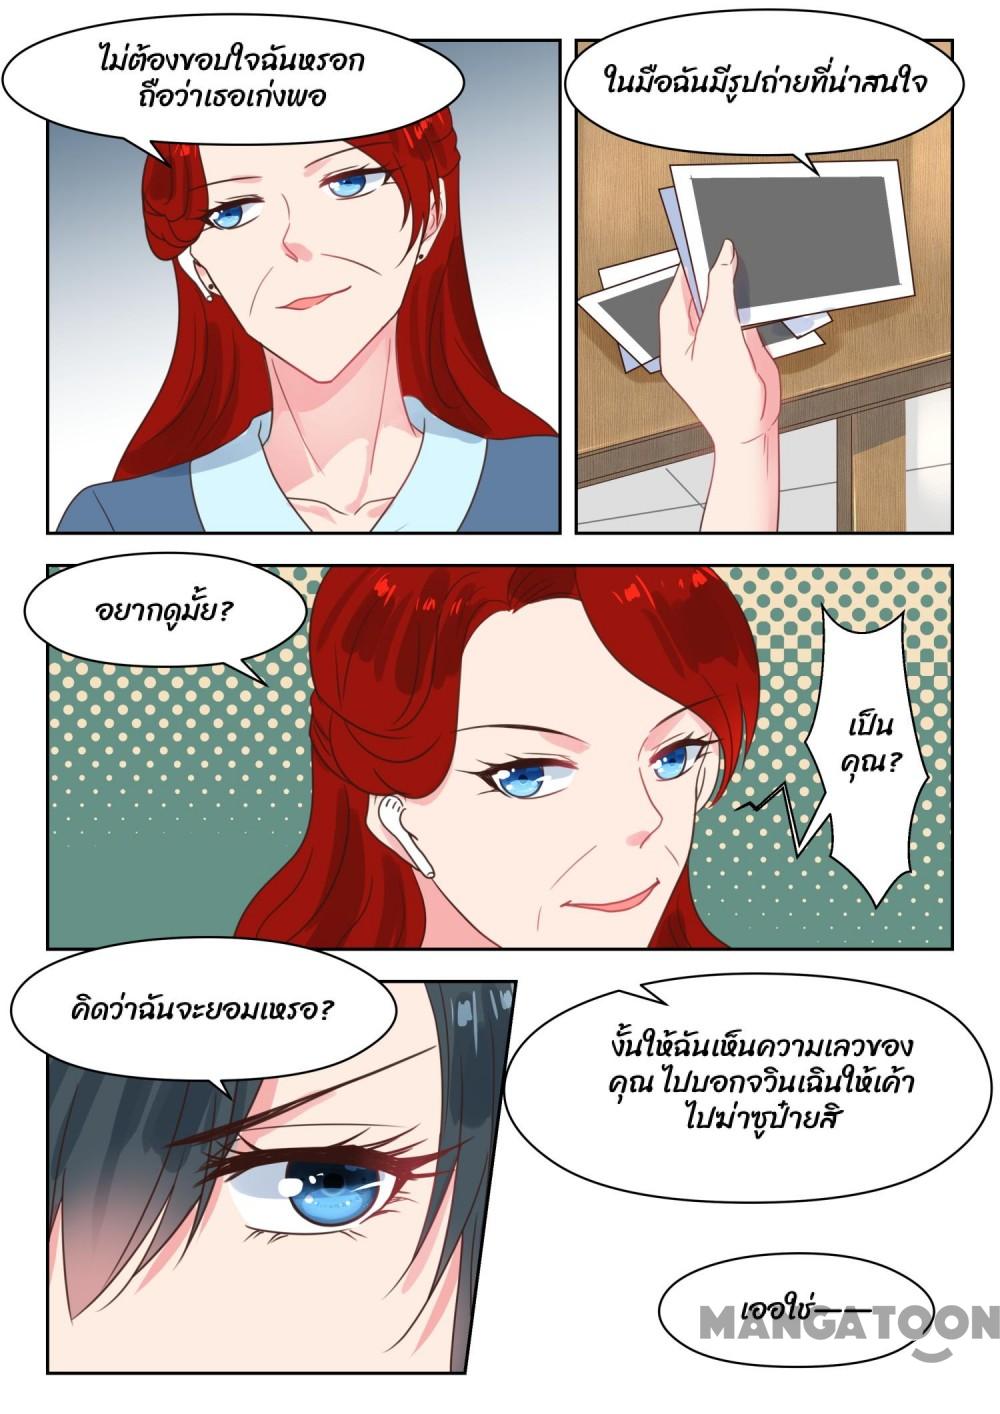 ไม่ต้องขอบใจฉันหรอก
ถือว่าเธอเก่งพอ
ในมือฉันมีรูปถ่ายที่น่าสนใจ
อยากดูมั้ย?
เป็น
คุณ?
คิดว่าฉันจะยอมเหรอ?
งั้นให้ฉันเห็นความเลวของ
คุณ ไปบอกจวินเฉินให้เค้า
ไปฆ่าซูป๋ายสิ
เออใช่——
MANGATOON